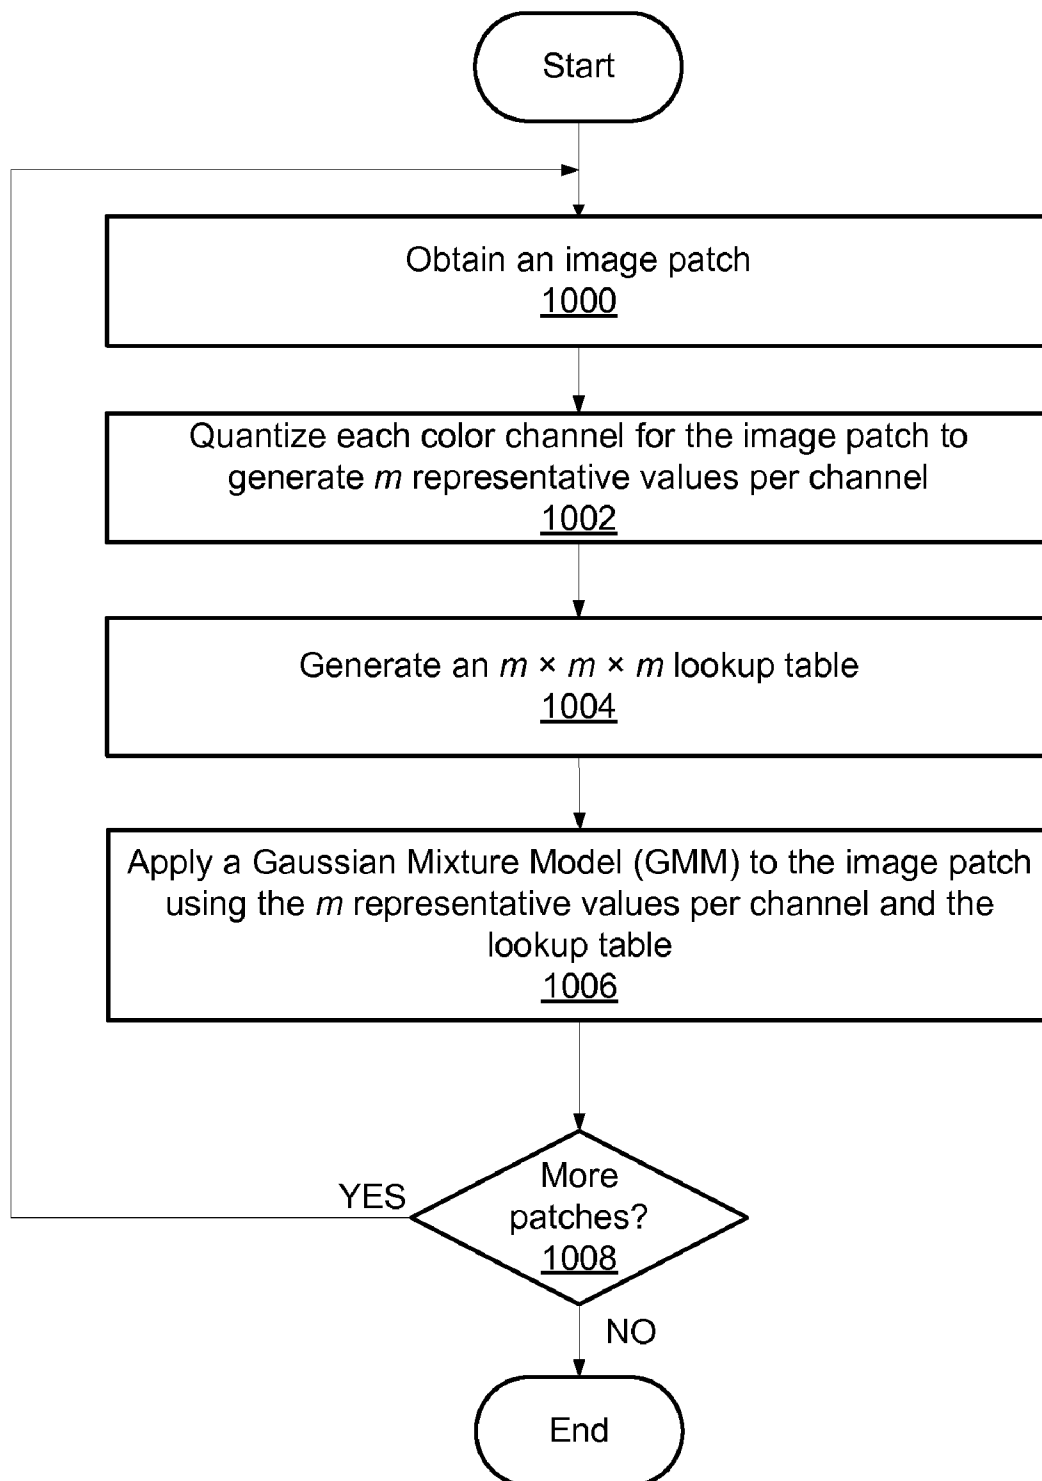 Start
Obtain an image patch
1000
Quantize each color channel for the image patch to
generate m representative values per channel
1002
Generate an m × m × m lookup table
1004
Apply a Gaussian Mixture Model (GMM) to the image patch
using the m representative values per channel and the
lookup table
1006
More
patches?
1008
YES
NO
End